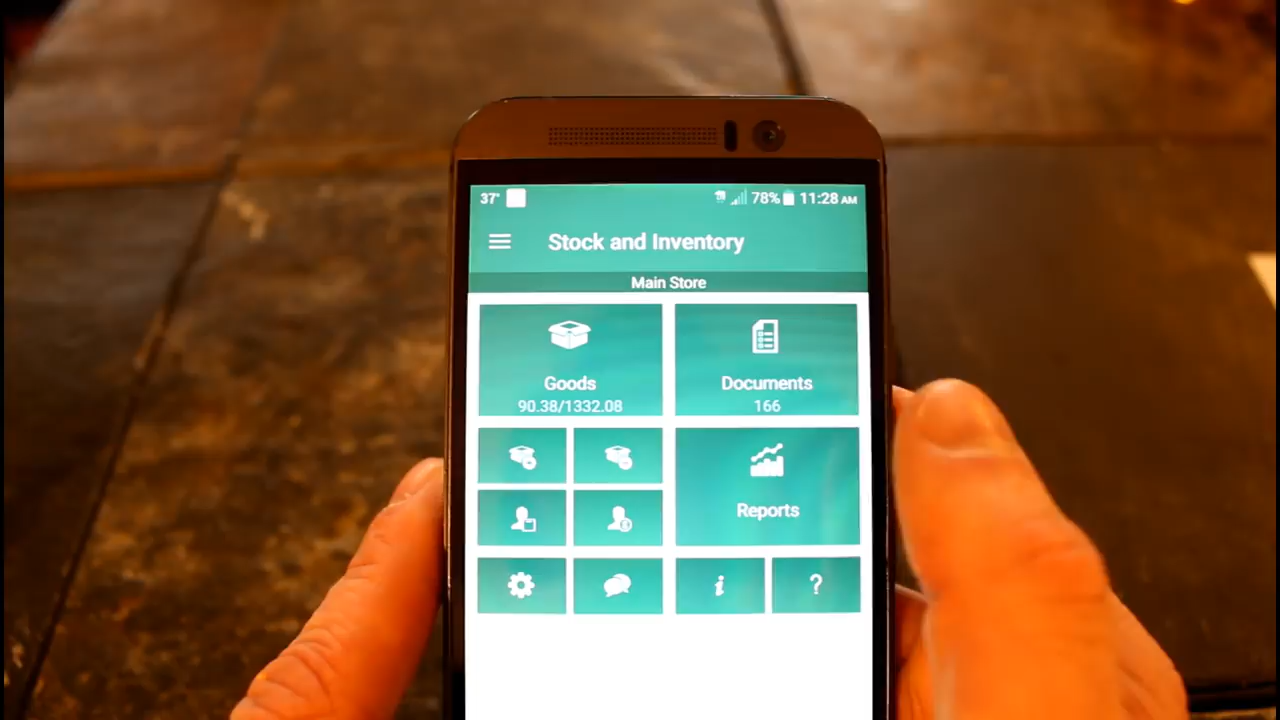 37° 78% 11:28 AM
Stock and Inventory
Main Store
Goods
90.38/1332.08
Documents
166
Reports
i ?